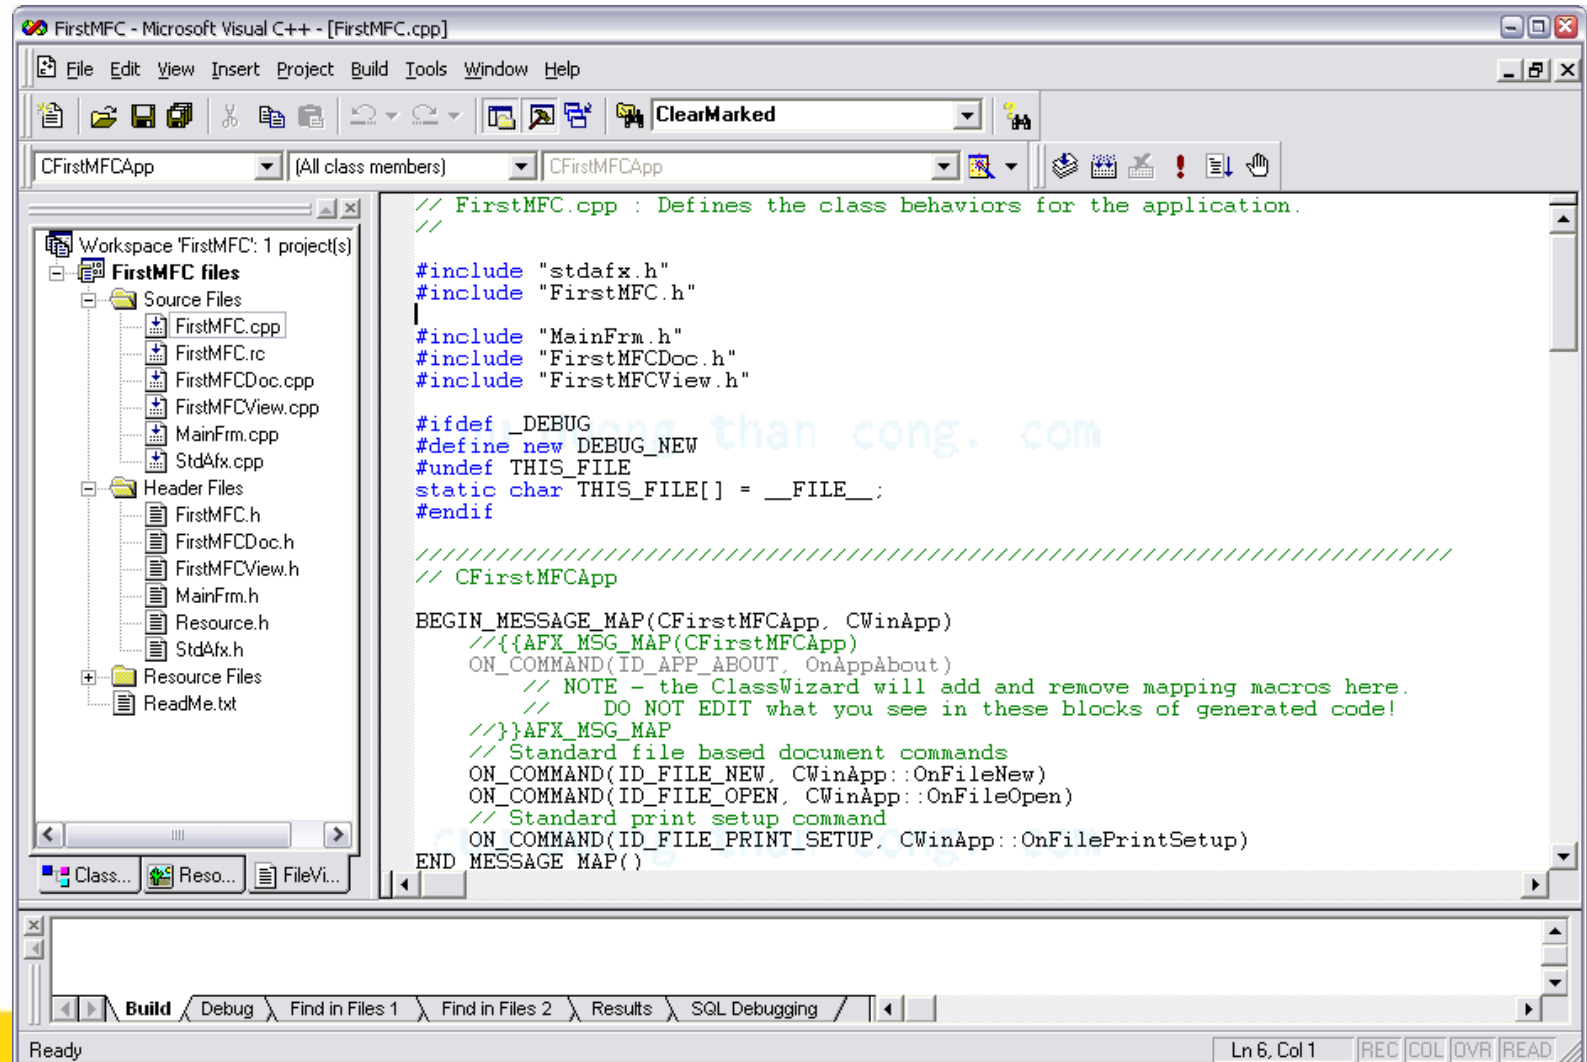 FirstMFC - Microsoft Visual C++ - [FirstMFC.cpp]
File Edit View Insert Project Build Tools Window Help
ClearMarked
CFirstMFCApp (All class members) CFirstMFCApp
Workspace 'FirstMFC': 1 project(s)
FirstMFC files
Source Files
FirstMFC.cpp
FirstMFC.rc
FirstMFCDoc.cpp
FirstMFCView.cpp
MainFrm.cpp
StdAfx.cpp
Header Files
FirstMFC.h
FirstMFCDoc.h
FirstMFCView.h
MainFrm.h
Resource.h
StdAfx.h
Resource Files
ReadMe.txt
Class... Reso... FileVi...
// FirstMFC.cpp : Defines the class behaviors for the application.
//
#include "stdafx.h"
#include "FirstMFC.h"
#include "MainFrm.h"
#include "FirstMFCDoc.h"
#include "FirstMFCView.h"
#ifdef _DEBUG
#define new DEBUG_NEW
#undef THIS_FILE
static char THIS_FILE[] = __FILE__;
#endif
/////////////////////////////////////////////////////////////////////////////
// CFirstMFCApp
BEGIN_MESSAGE_MAP(CFirstMFCApp, CWinApp)
//{{AFX_MSG_MAP(CFirstMFCApp)
ON_COMMAND(ID_APP_ABOUT, OnAppAbout)
// NOTE - the ClassWizard will add and remove mapping macros here.
// DO NOT EDIT what you see in these blocks of generated code!
//}}AFX_MSG_MAP
// Standard file based document commands
ON_COMMAND(ID_FILE_NEW, CWinApp::OnFileNew)
ON_COMMAND(ID_FILE_OPEN, CWinApp::OnFileOpen)
// Standard print setup command
ON_COMMAND(ID_FILE_PRINT_SETUP, CWinApp::OnFilePrintSetup)
END_MESSAGE_MAP()
Build Debug Find in Files 1 Find in Files 2 Results SQL Debugging
Ready Ln 6, Col 1 REC COL OVR READ
than cong. com